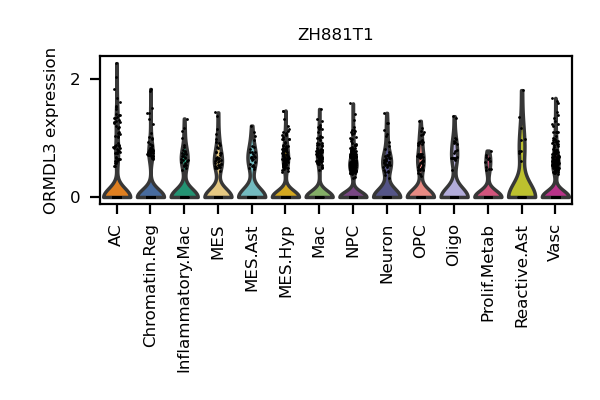 ZH881T1
ORMDL3 expression
2
0
AC
Chromatin.Reg
Inflammatory.Mac
MES
MES.Ast
MES.Hyp
Mac
NPC
Neuron
OPC
Oligo
Prolif.Metab
Reactive.Ast
Vasc